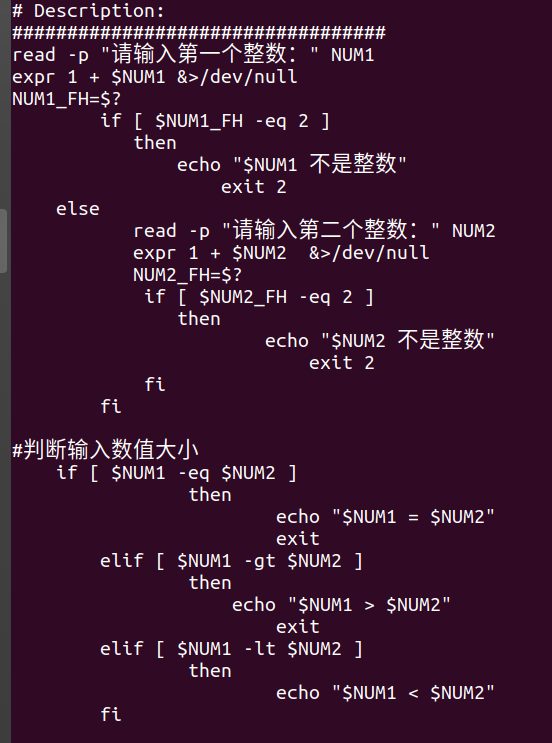 # Description:
##################################
read -p "请输入第一个整数：" NUM1
expr 1 + $NUM1 &>/dev/null
NUM1_FH=$?
if [ $NUM1_FH -eq 2 ]
then
echo "$NUM1 不是整数"
exit 2
else
read -p "请输入第二个整数：" NUM2
expr 1 + $NUM2  &>/dev/null
NUM2_FH=$?
if [ $NUM2_FH -eq 2 ]
then
echo "$NUM2 不是整数"
exit 2
fi
fi
#判断输入数值大小
if [ $NUM1 -eq $NUM2 ]
then
echo "$NUM1 = $NUM2"
exit
elif [ $NUM1 -gt $NUM2 ]
then
echo "$NUM1 > $NUM2"
exit
elif [ $NUM1 -lt $NUM2 ]
then
echo "$NUM1 < $NUM2"
fi